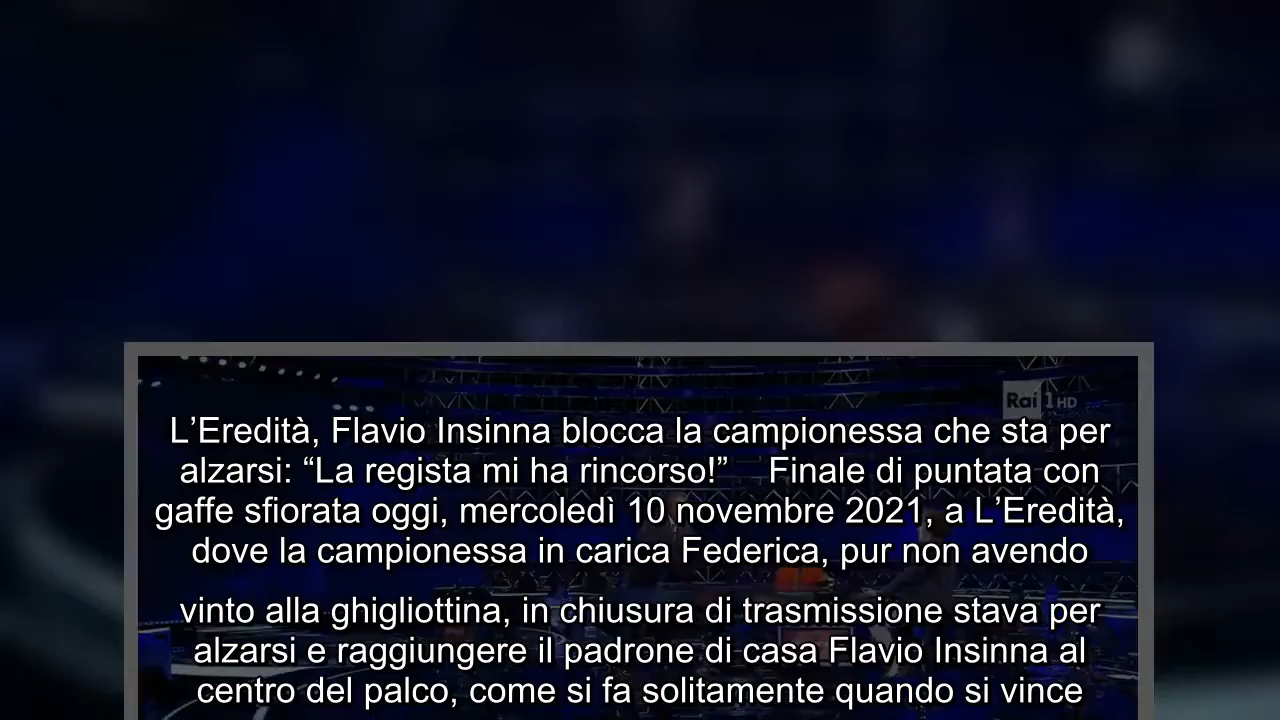 Rai 1 HD
L’Eredità, Flavio Insinna blocca la campionessa che sta per
alzarsi: “La regista mi ha rincorso!”    Finale di puntata con
gaffe sfiorata oggi, mercoledì 10 novembre 2021, a L’Eredità,
dove la campionessa in carica Federica, pur non avendo
vinto alla ghigliottina, in chiusura di trasmissione stava per
alzarsi e raggiungere il padrone di casa Flavio Insinna al
centro del palco, come si fa solitamente quando si vince